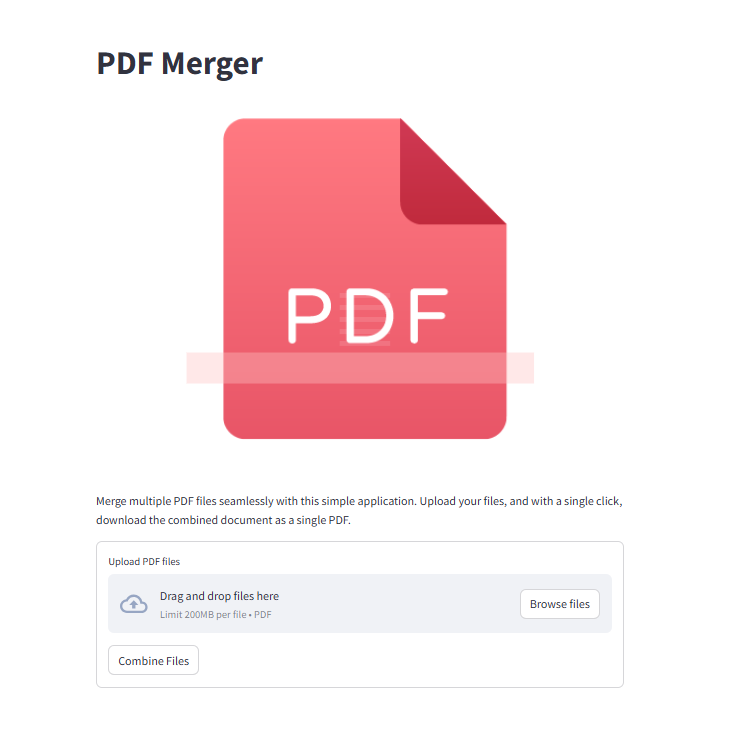 PDF Merger
PDF
Merge multiple PDF files seamlessly with this simple application. Upload your files, and with a single click,
download the combined document as a single PDF.
Upload PDF files
Drag and drop files here
Limit 200MB per file • PDF
Browse files
Combine Files